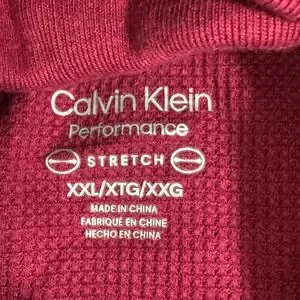 Calvin Klein
Performance
STRETCH
XXL/XTG/XXG
MADE IN CHINA
FABRIQUÉ EN CHINE
HECHO EN CHINA